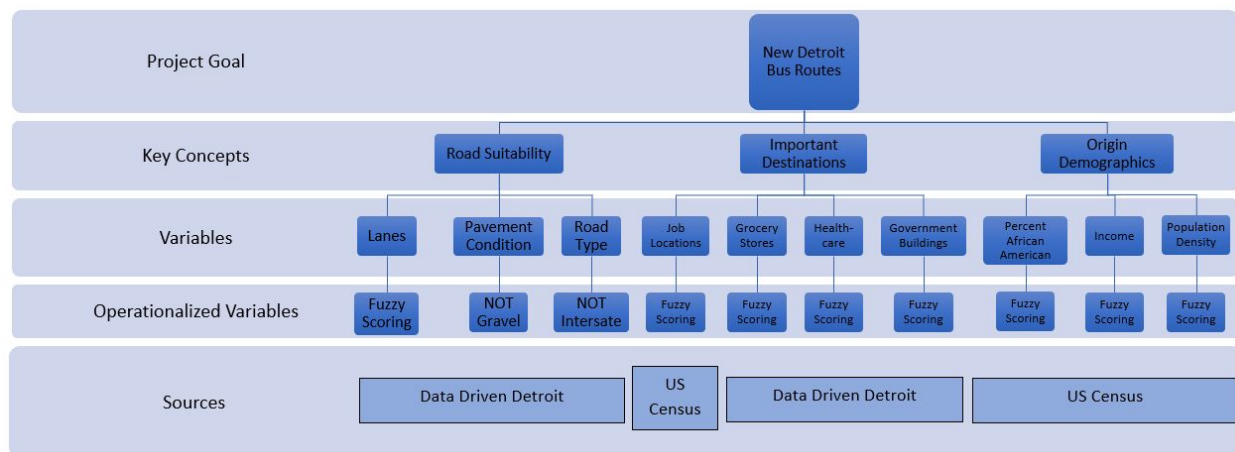 Project Goal
New Detroit
Bus Routes
Key Concepts
Road Suitability
Important
Destinations
Origin
Demographics
Variables
Lanes
Pavement
Condition
Road
Type
Job
Locations
Grocery
Stores
Health-
care
Government
Buildings
Percent
African
American
Income
Population
Density
Operationalized Variables
Fuzzy
Scoring
NOT
Gravel
NOT
Intersate
Fuzzy
Scoring
Fuzzy
Scoring
Fuzzy
Scoring
Fuzzy
Scoring
Fuzzy
Scoring
Fuzzy
Scoring
Fuzzy
Scoring
Sources
Data Driven Detroit
US
Census
Data Driven Detroit
US Census